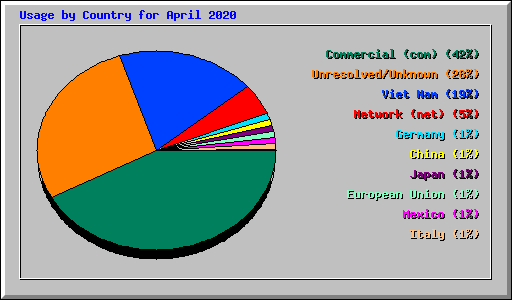 Usage by Country for April 2020
Commercial (com) (42%)
Unresolved/Unknown (28%)
Viet Nam (19%)
Network (net) (5%)
Germany (1%)
China (1%)
Japan (1%)
European Union (1%)
Mexico (1%)
Italy (1%)